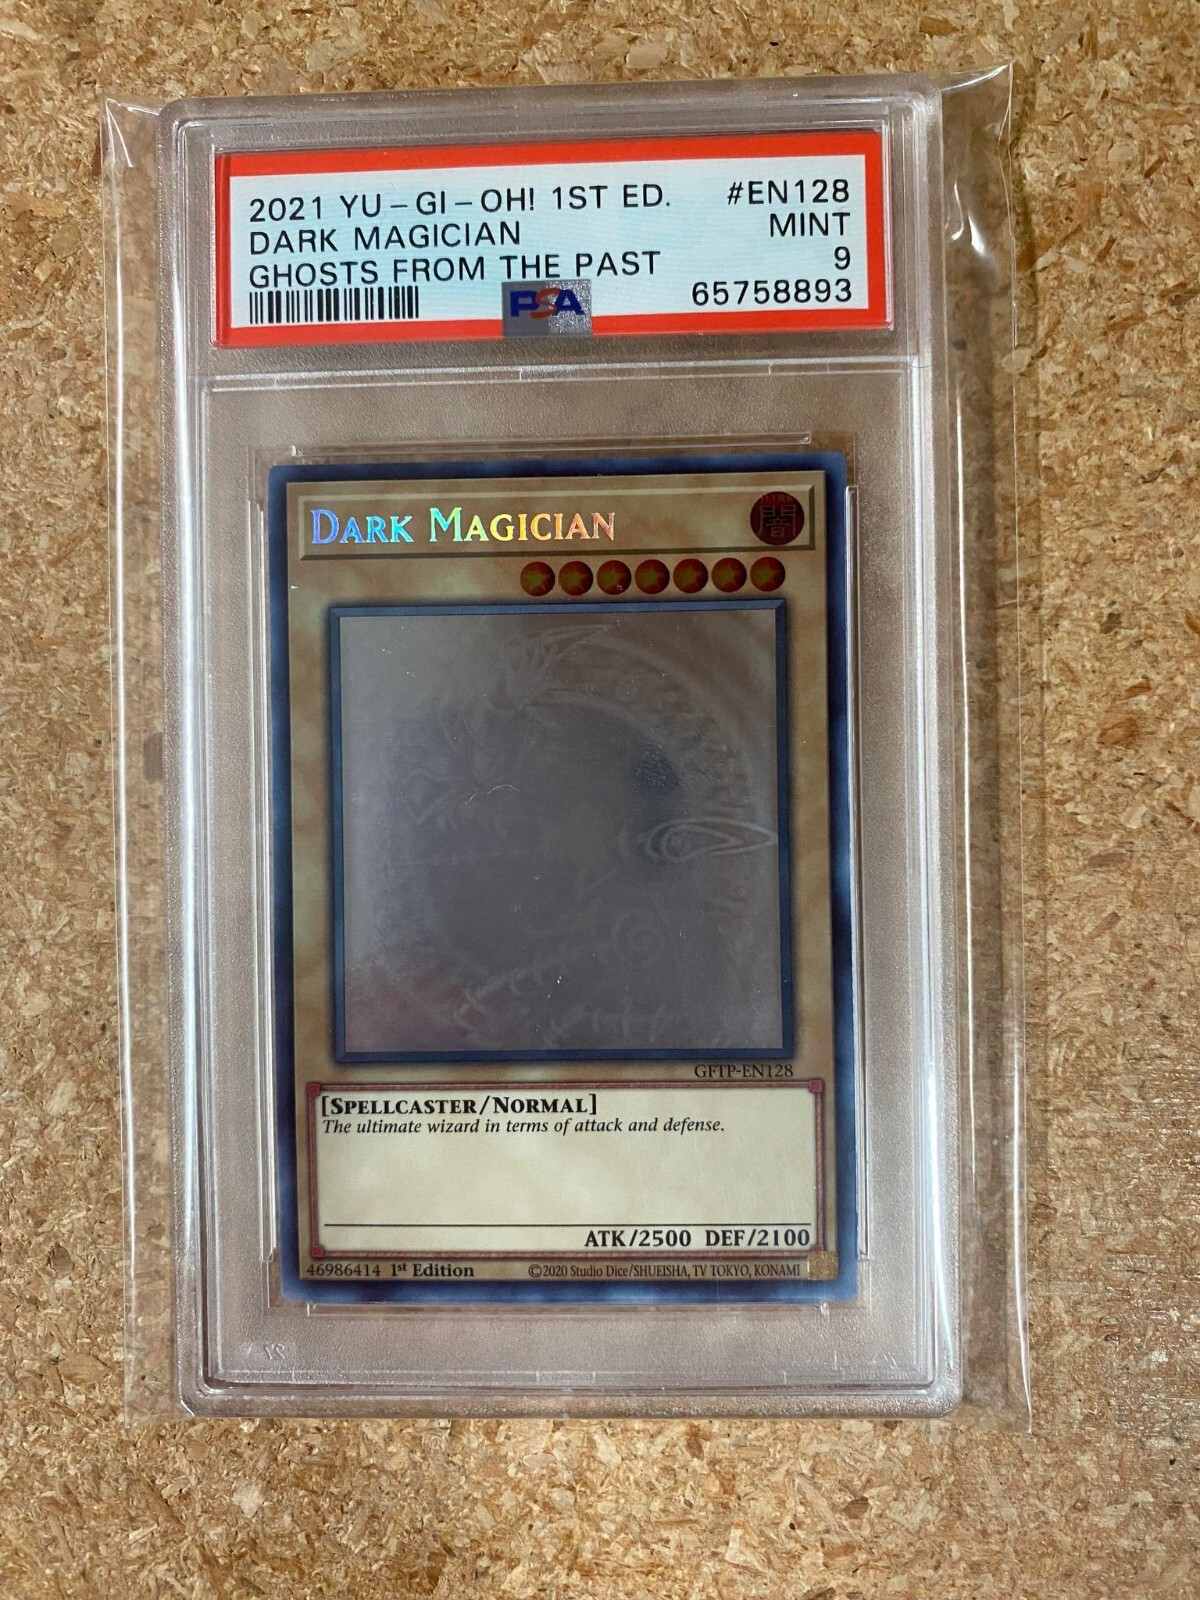 2021 YU-GI-OH! 1ST ED. #EN128
DARK MAGICIAN MINT
GHOSTS FROM THE PAST 9
PSA 65758893
DARK MAGICIAN
DARK
闇
GFTP-EN128
[SPELLCASTER/NORMAL]
The ultimate wizard in terms of attack and defense.
ATK/2500 DEF/2100
46986414 1st Edition ©2020 Studio Dice/SHUEISHA, TV TOKYO, KONAMI